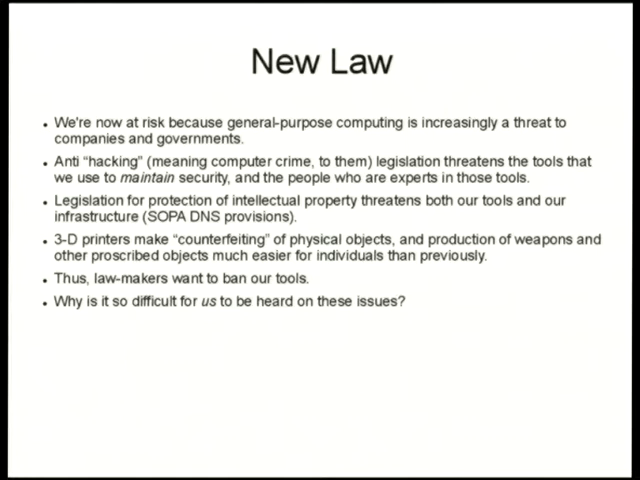 New Law
• We're now at risk because general-purpose computing is increasingly a threat to
companies and governments.
• Anti “hacking” (meaning computer crime, to them) legislation threatens the tools that
we use to maintain security, and the people who are experts in those tools.
• Legislation for protection of intellectual property threatens both our tools and our
infrastructure (SOPA DNS provisions).
• 3-D printers make “counterfeiting” of physical objects, and production of weapons and
other proscribed objects much easier for individuals than previously.
• Thus, law-makers want to ban our tools.
• Why is it so difficult for us to be heard on these issues?